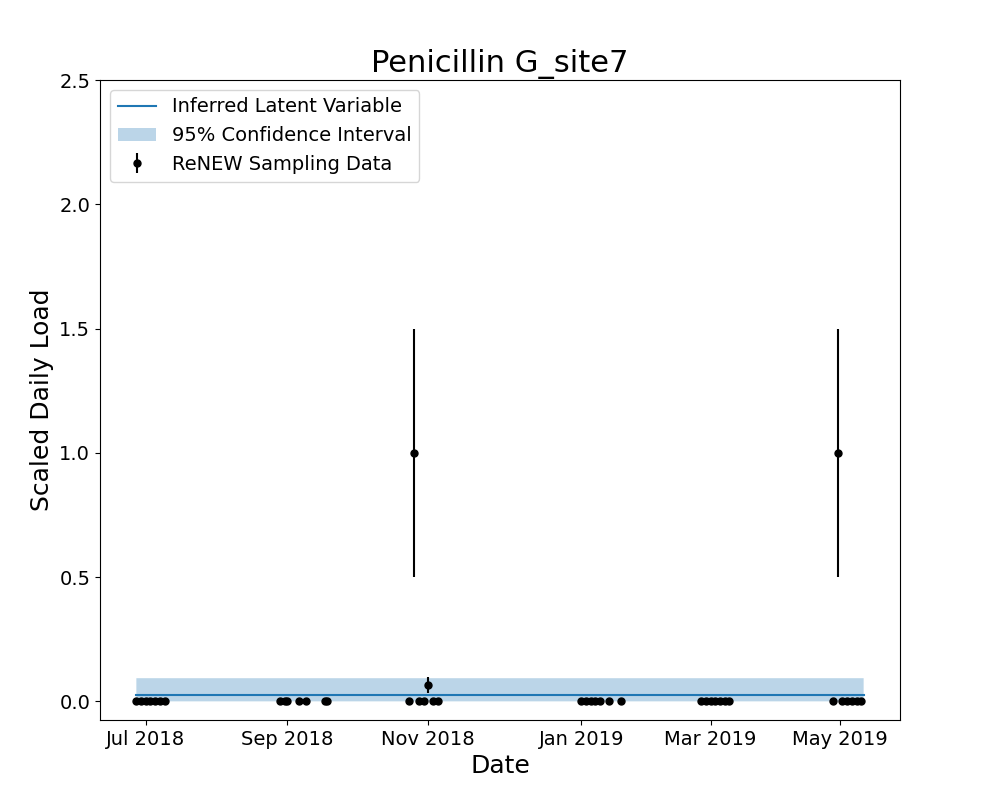 Penicillin G_site7
Inferred Latent Variable
95% Confidence Interval
ReNEW Sampling Data
Scaled Daily Load
2.5
2.0
1.5
1.0
0.5
0.0
Jul 2018 Sep 2018 Nov 2018 Jan 2019 Mar 2019 May 2019
Date